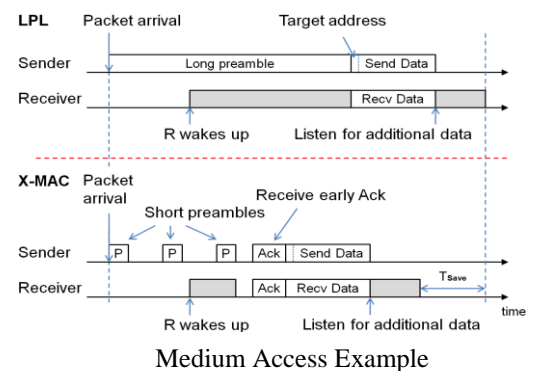 LPL Packet arrival Target address
Sender Long preamble Send Data
Receiver Recv Data
R wakes up Listen for additional data
X-MAC Packet
arrival
Receive early Ack
Short preambles
Sender P P P Ack Send Data
Receiver Ack Recv Data TSave
time
R wakes up Listen for additional data
Medium Access Example